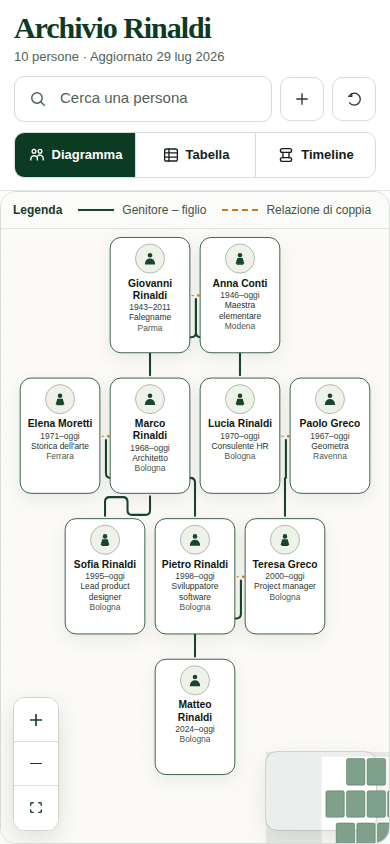 Archivio Rinaldi
10 persone · Aggiornato 29 lug 2026
Cerca una persona
Diagramma
Tabella
Timeline
Legenda
Genitore – figlio
Relazione di coppia
Giovanni
Rinaldi
1943–2011
Falegname
Parma
Anna Conti
1946–oggi
Maestra
elementare
Modena
Elena Moretti
1971–oggi
Storica dell'arte
Ferrara
Marco
Rinaldi
1968–oggi
Architetto
Bologna
Lucia Rinaldi
1970–oggi
Consulente HR
Bologna
Paolo Greco
1967–oggi
Geometra
Ravenna
Sofia Rinaldi
1995–oggi
Lead product
designer
Bologna
Pietro Rinaldi
1998–oggi
Sviluppatore
software
Bologna
Teresa Greco
2000–oggi
Project manager
Bologna
Matteo
Rinaldi
2024–oggi
Bologna